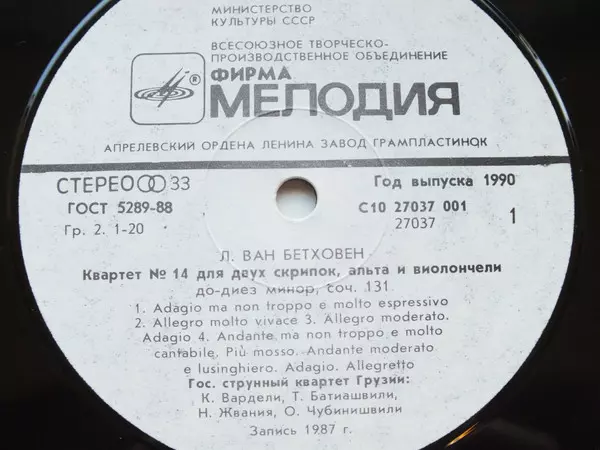 МИНИСТЕРСТВО
КУЛЬТУРЫ СССР
ВСЕСОЮЗНОЕ ТВОРЧЕСКО-
ПРОИЗВОДСТВЕННОЕ ОБЪЕДИНЕНИЕ
ФИРМА
® МЕЛОДИЯ
АПРЕЛЕВСКИЙ ОРДЕНА ЛЕНИНА ЗАВОД ГРАМПЛАСТИНОК
СТЕРЕО 33
Год выпуска 1990
ГОСТ 5289-88
С10 27037 001
Гр. 2. 1-20
27037
1
Л. ВАН БЕТХОВЕН
Квартет № 14 для двух скрипок, альта и виолончели
до-диез минор, соч. 131
1. Adagio ma non troppo e molto espressivo
2. Allegro molto vivace 3. Allegro moderato.
Adagio 4. Andante ma non troppo e molto
cantabile. Più mosso. Andante moderato
e lusinghiero. Adagio. Allegretto
Гос. струнный квартет Грузии:
К. Вардели, Т. Батиашвили,
Н. Жвания, О. Чубинишвили
Запись 1987 г.